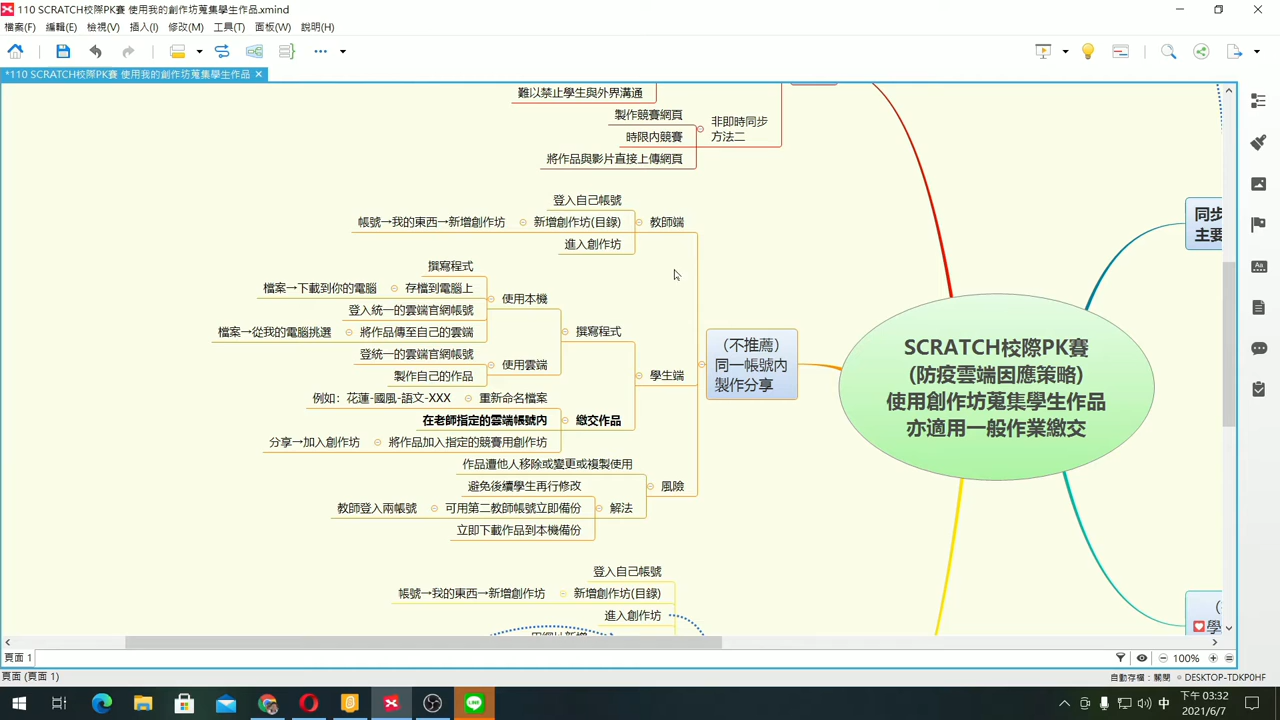 110 SCRATCH校際PK賽 使用我的創作坊蒐集學生作品.xmind
檔案(F) 編輯(E) 檢視(V) 插入(I) 修改(M) 工具(T) 面板(W) 說明(H)
*110 SCRATCH校際PK賽 使用我的創作坊蒐集學生作品
難以禁止學生與外界溝通
製作競賽網頁
時限内競賽
將作品與影片直接上傳網頁
非即時同步
方法二
登入自己帳號
帳號→我的東西→新增創作坊
新增創作坊(目錄)
教師端
進入創作坊
撰寫程式
檔案→下載到你的電腦
存檔到電腦上
使用本機
登入統一的雲端官網帳號
檔案→從我的電腦挑選
將作品傳至自己的雲端
撰寫程式
登統一的雲端官網帳號
使用雲端
製作自己的作品
學生端
例如：花蓮-國風-語文-XXX
重新命名檔案
在老師指定的雲端帳號内
繳交作品
分享→加入創作坊
將作品加入指定的競賽用創作坊
作品遭他人移除或變更或複製使用
避免後續學生再行修改
風險
教師登入兩帳號
可用第二教師帳號立即備份
解法
立即下載作品到本機備份
（不推薦）
同一帳號内
製作分享
SCRATCH校際PK賽
(防疫雲端因應策略)
使用創作坊蒐集學生作品
亦適用一般作業繳交
同步
主要
登入自己帳號
帳號→我的東西→新增創作坊
新增創作坊(目錄)
進入創作坊
學
頁面 1
100%
頁面 (頁面 1)
自動存檔：關閉
DESKTOP-TDKP0HF
中
下午 03:32
2021/6/7